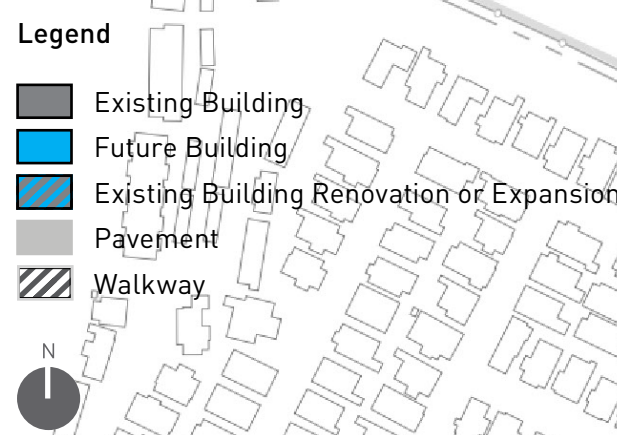 Legend
Existing Building
Future Building
Existing Building Renovation or Expansion
Pavement
Walkway
N